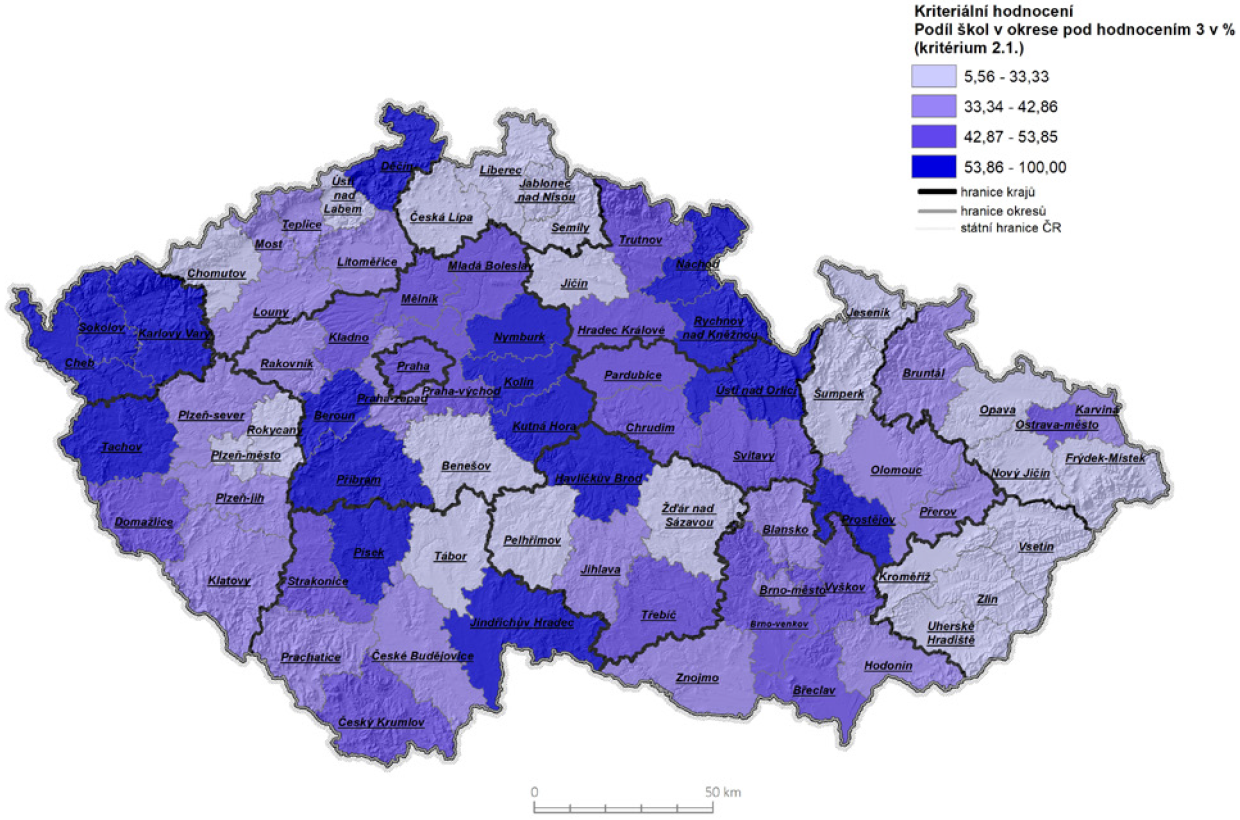 Kriteriální hodnocení
Podíl škol v okrese pod hodnocením 3 v %
(kritérium 2.1.)
5,56 - 33,33
33,34 - 42,86
42,87 - 53,85
53,86 - 100,00
hranice krajů
hranice okresů
státní hranice ČR
Děčín
Liberec
Ústí
nad
Labem
Jablonec
nad Nisou
Česká Lípa
Semily
Teplice
Trutnov
Most
Litoměřice
Mladá Boleslav
Náchod
Chomutov
Jičín
Mělník
Louny
Jeseník
Sokolov
Karlovy Vary
Kladno
Nymburk
Hradec Králové
Rychnov
nad Kněžnou
Cheb
Rakovník
Praha
Pardubice
Bruntál
Kolín
Praha-východ
Praha-západ
Ústí nad Orlicí
Šumperk
Opava
Karviná
Ostrava-město
Plzeň-sever
Beroun
Rokycany
Kutná Hora
Chrudim
Tachov
Plzeň-město
Svitavy
Frýdek-Místek
Benešov
Olomouc
Nový Jičín
Příbram
Havlíčkův Brod
Plzeň-jih
Žďár nad
Sázavou
Přerov
Domažlice
Prostějov
Blansko
Pelhřimov
Písek
Tábor
Vsetín
Jihlava
Kroměříž
Klatovy
Strakonice
Brno-město
Vyškov
Zlín
Třebíč
Jindřichův Hradec
Brno-venkov
Uherské
Hradiště
Prachatice
České Budějovice
Hodonín
Znojmo
Břeclav
Český Krumlov
0
50 km